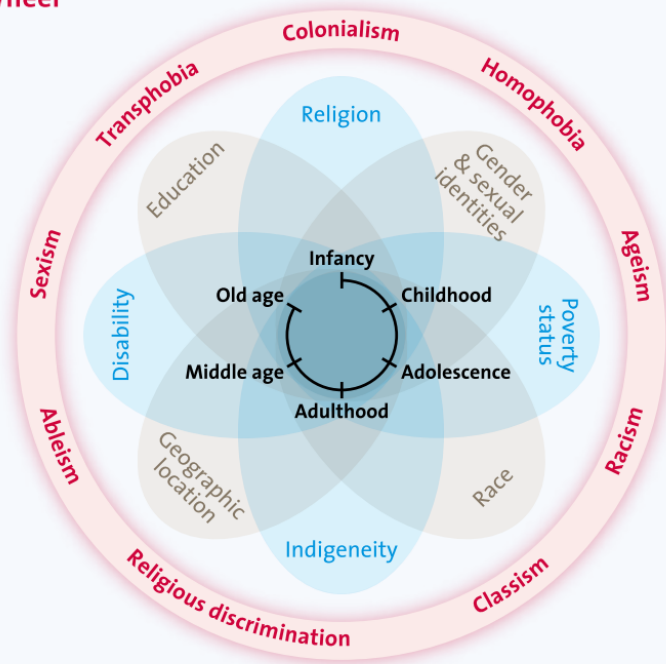 Colonialism
Transphobia
Homophobia
Religion
Education
Gender
& sexual
identities
Sexism
Ageism
Infancy
Old age
Childhood
Disability
Poverty
status
Middle age
Adolescence
Adulthood
Ableism
Racism
Geographic
location
Race
Indigeneity
Religious discrimination
Classism